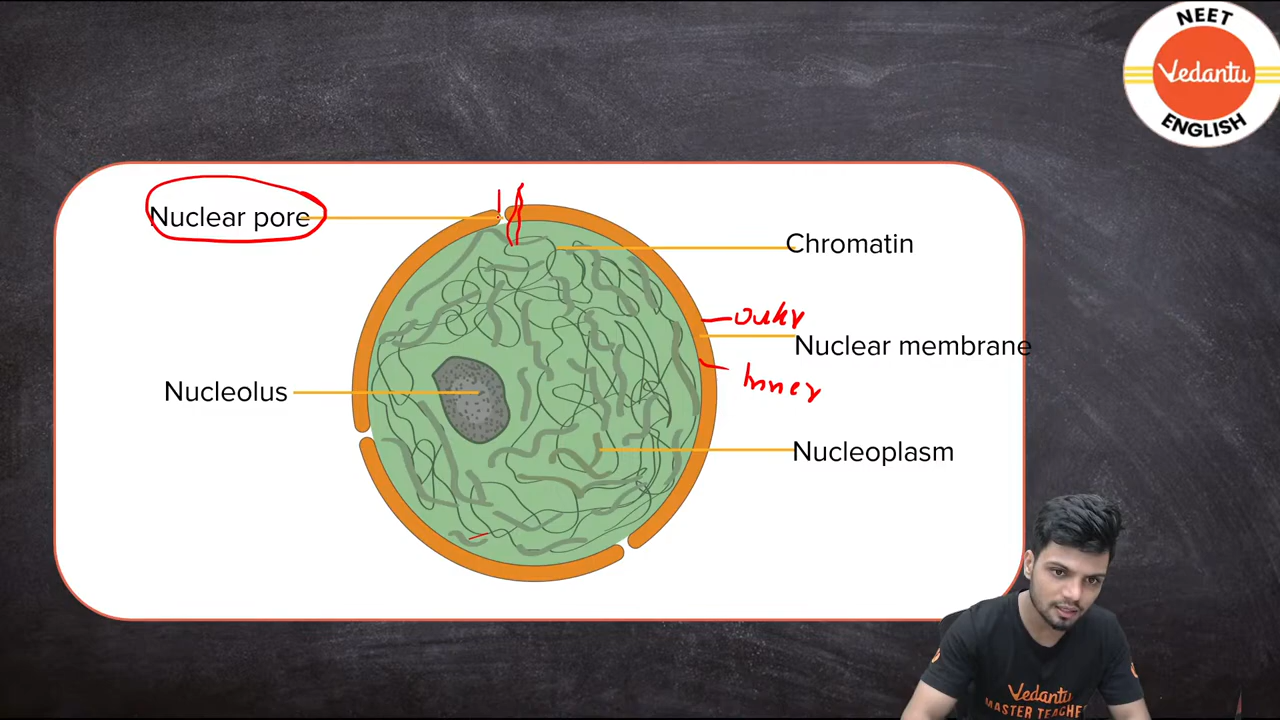 NEET
Vedantu
ENGLISH
Nuclear pore
Chromatin
outer
Nuclear membrane
Inner
Nucleolus
Nucleoplasm
Vedantu
MASTER TEACHER